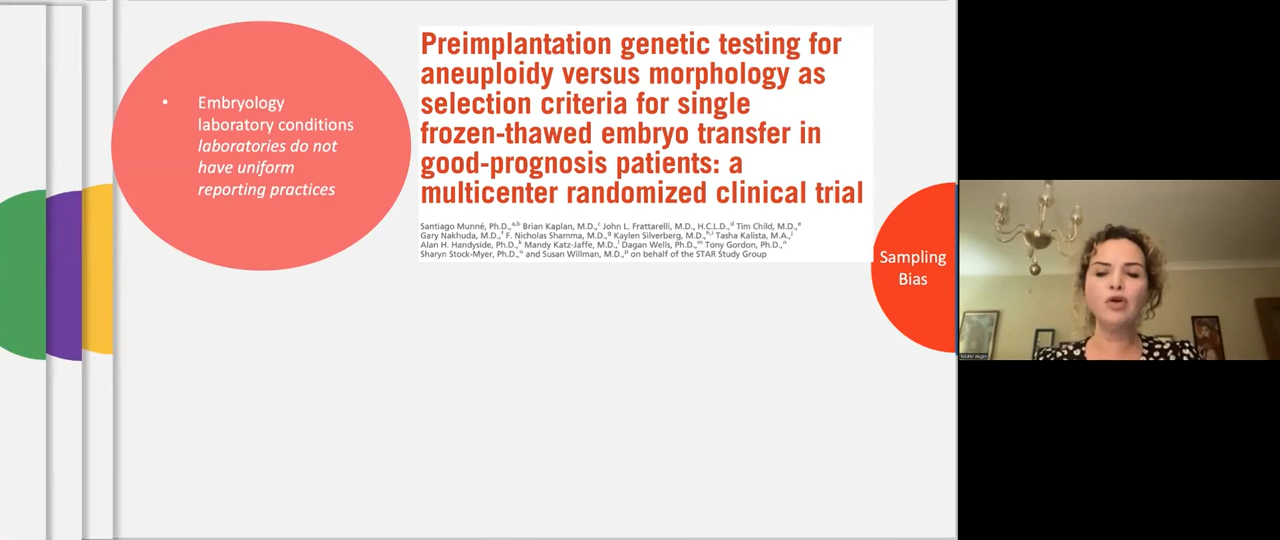 Embryology
laboratory conditions
laboratories do not
have uniform
reporting practices
Preimplantation genetic testing for
aneuploidy versus morphology as
selection criteria for single
frozen-thawed embryo transfer in
good-prognosis patients: a
multicenter randomized clinical trial
Santiago Munné, Ph.D.,a,b Brian Kaplan, M.D.,c John L. Frattarelli, M.D., H.C.L.D.,d Tim Child, M.D.,e
Gary Nakhuda, M.D.,f F. Nicholas Shamma, M.D.,g Kaylen Silverberg, M.D.,h,i Tasha Kalista, M.A.,j
Alan H. Handyside, Ph.D.,k Mandy Katz-Jaffe, M.D.,l Dagan Wells, Ph.D.,m Tony Gordon, Ph.D.,n
Sharyn Stock-Myer, Ph.D.,o and Susan Willman, M.D.,p on behalf of the STAR Study Group
Sampling
Bias